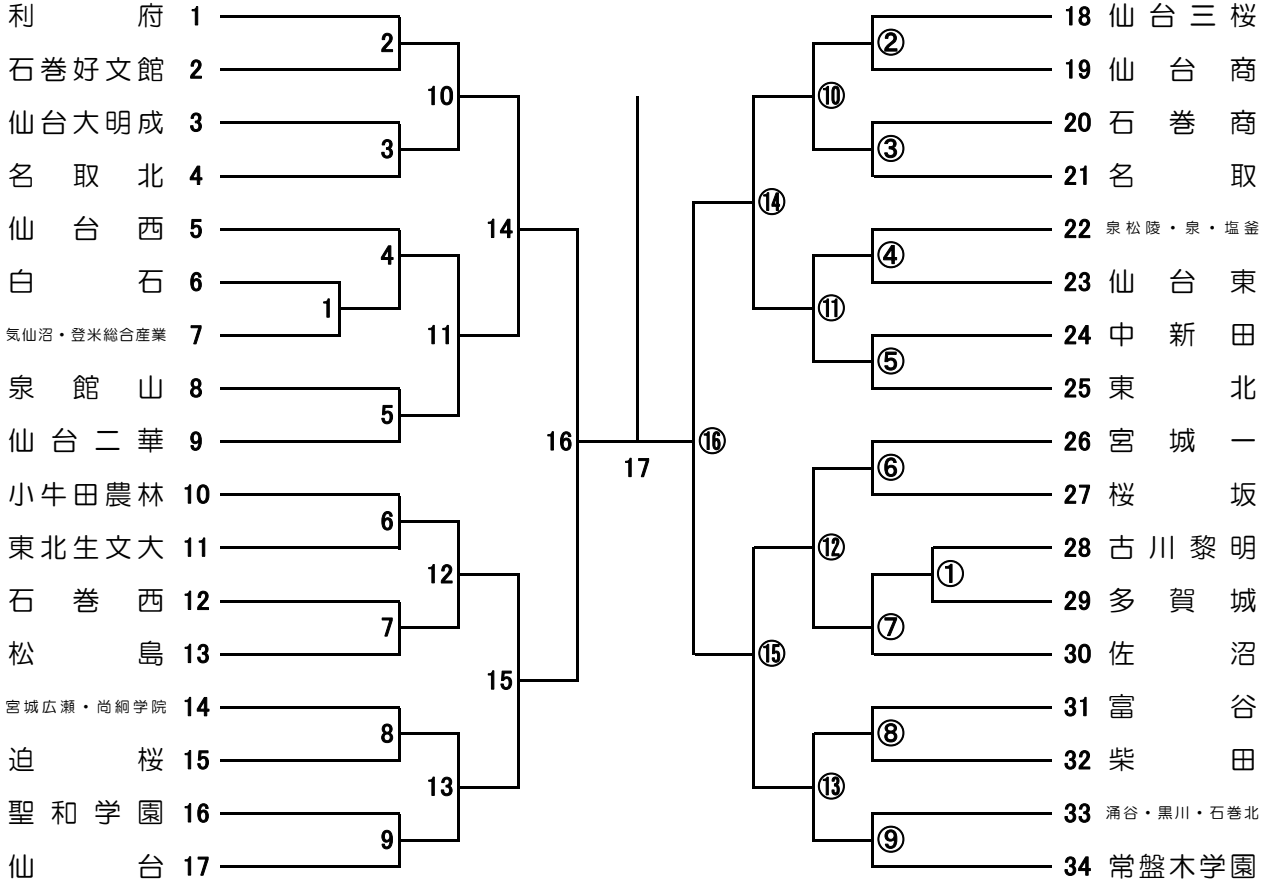 利府 1
石巻好文館 2
仙台大明成 3
名取北 4
仙台西 5
白石 6
気仙沼・登米総合産業 7
泉館山 8
仙台二華 9
小牛田農林 10
東北生文大 11
石巻西 12
松島 13
宮城広瀬・尚絅学院 14
迫桜 15
聖和学園 16
仙台 17
2
3
4
1
5
6
7
8
9
10
11
12
13
14
15
16
17
⑯
⑭
⑮
⑩
⑪
⑫
⑬
②
③
④
⑤
⑥
①
⑦
⑧
⑨
18 仙台三桜
19 仙台商
20 石巻商
21 名取
22 泉松陵・泉・塩釜
23 仙台東
24 中新田
25 東北
26 宮城一
27 桜坂
28 古川黎明
29 多賀城
30 佐沼
31 富谷
32 柴田
33 涌谷・黒川・石巻北
34 常盤木学園